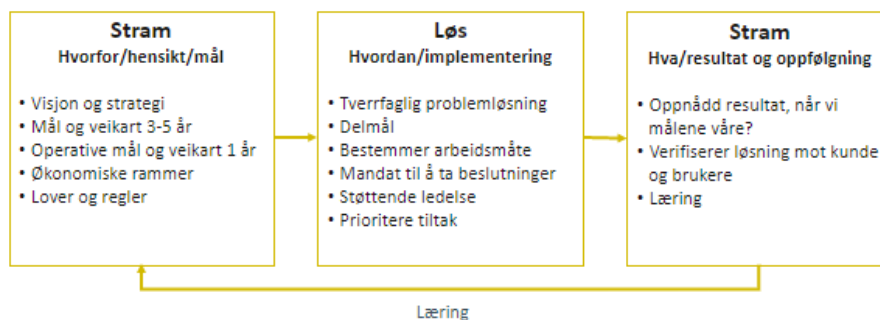 Stram
Hvorfor/hensikt/mål
• Visjon og strategi
• Mål og veikart 3-5 år
• Operative mål og veikart 1 år
• Økonomiske rammer
• Lover og regler
Løs
Hvordan/implementering
• Tverrfaglig problemløsning
• Delmål
• Bestemmer arbeidsmåte
• Mandat til å ta beslutninger
• Støttende ledelse
• Prioritere tiltak
Stram
Hva/resultat og oppfølgning
• Oppnådd resultat, når vi
målene våre?
• Verifiserer løsning mot kunde
og brukere
• Læring
Læring